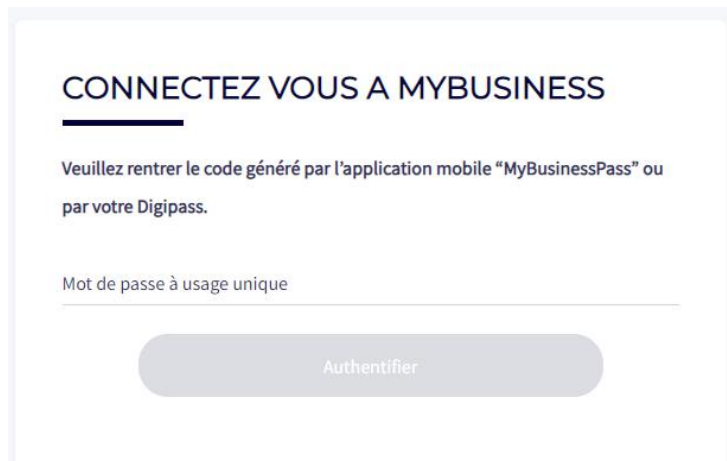 CONNECTEZ VOUS A MYBUSINESS
Veuillez rentrer le code généré par l’application mobile “MyBusinessPass” ou
par votre Digipass.
Mot de passe à usage unique
Authentifier